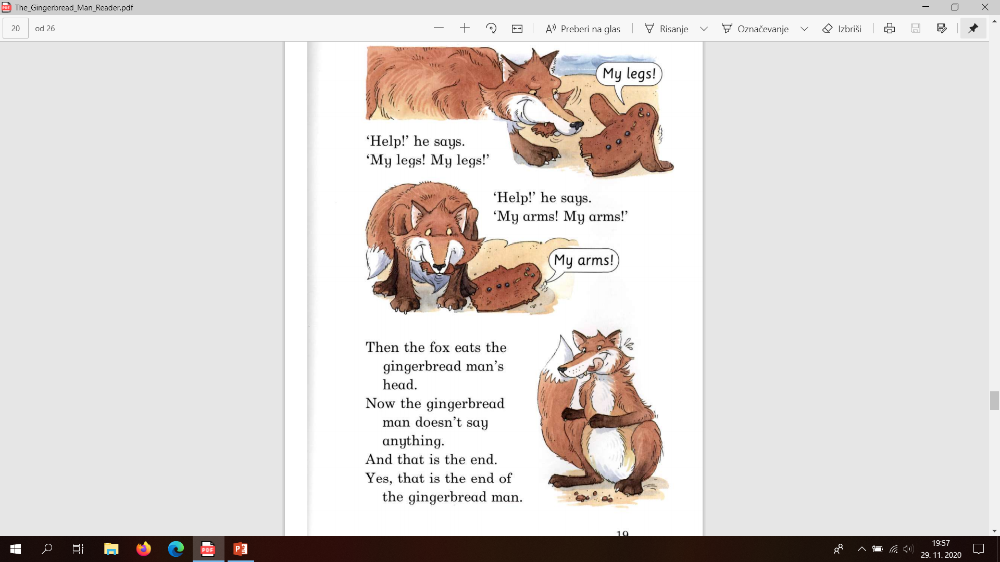 The_Gingerbread_Man_Reader.pdf
20 od 26 Preberi na glas Risanje Označevanje Izbriši
My legs!
‘Help!’ he says.
‘My legs! My legs!’
‘Help!’ he says.
‘My arms! My arms!’
My arms!
Then the fox eats the
gingerbread man’s
head.
Now the gingerbread
man doesn’t say
anything.
And that is the end.
Yes, that is the end of
the gingerbread man.
19
19:57
29. 11. 2020